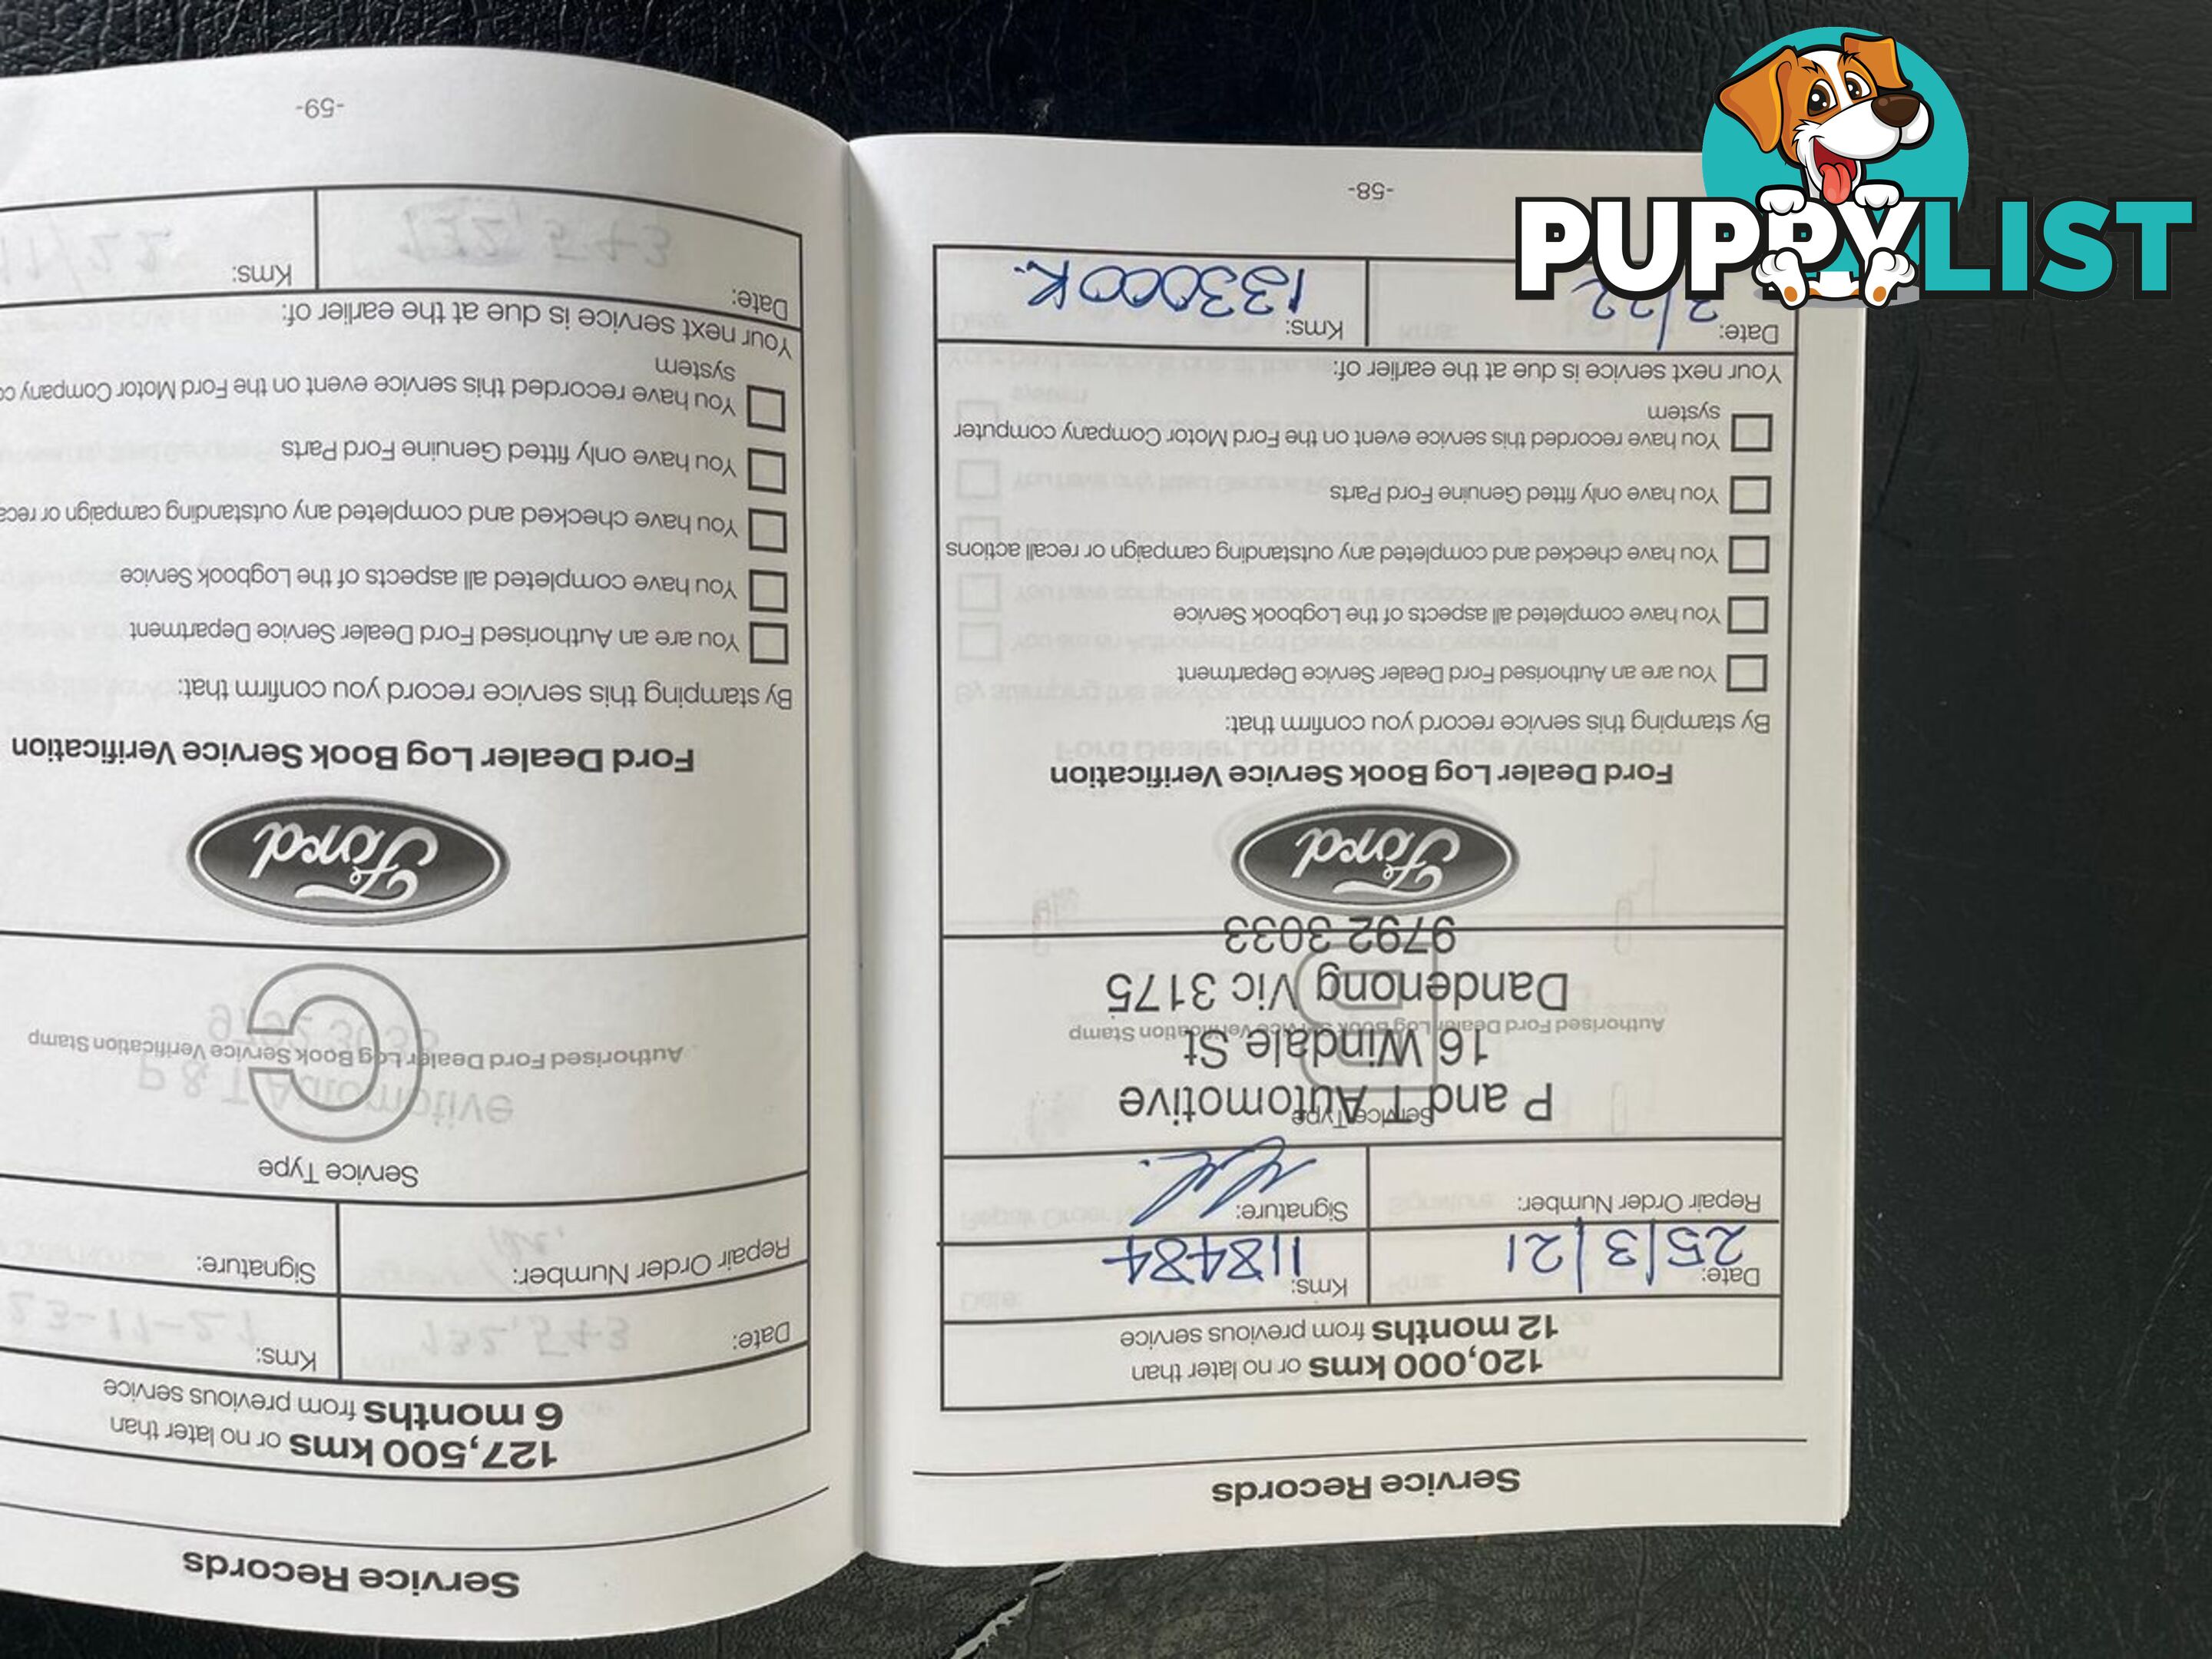 PUPPYLIST
Service Records
120,000 kms or no later than
12 months from previous service
Date: 25/3/21
Kms: 118484
Repair Order Number:
Signature:
Service Type
P and T Automotive
16 Windale St
Authorised Ford Dealer Log Book Service Verification Stamp
Dandenong Vic 3175
9792 3033
Ford
Ford Dealer Log Book Service Verification
By stamping this service record you confirm that:
You are an Authorised Ford Dealer Service Department
You have completed all aspects of the Logbook Service
You have checked and completed any outstanding campaign or recall actions
You have only fitted Genuine Ford Parts
You have recorded this service event on the Ford Motor Company computer
system
Your next service is due at the earlier of:
Date: 3/22
Kms: 133000K.
-58-
Service Records
127,500 kms or no later than
6 months from previous service
Date:
Kms:
Repair Order Number:
Signature:
Service Type
C
Authorised Ford Dealer Log Book Service Verification Stamp
Ford
Ford Dealer Log Book Service Verification
By stamping this service record you confirm that:
You are an Authorised Ford Dealer Service Department
You have completed all aspects of the Logbook Service
You have checked and completed any outstanding campaign or reca
You have only fitted Genuine Ford Parts
You have recorded this service event on the Ford Motor Company co
system
Your next service is due at the earlier of:
Date:
Kms:
-59-